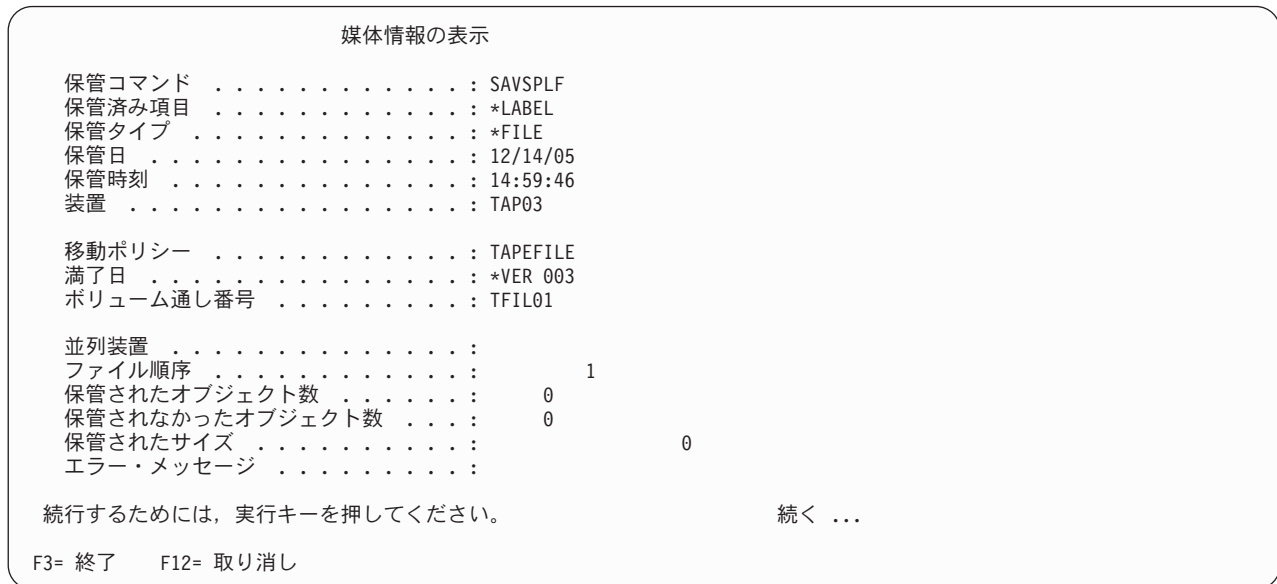 媒体情報の表示
保管コマンド . . . . . . . . . . . . : SAVSPLF
保管済み項目 . . . . . . . . . . . . : *LABEL
保管タイプ . . . . . . . . . . . . . : *FILE
保管日 . . . . . . . . . . . . . . . : 12/14/05
保管時刻 . . . . . . . . . . . . . . : 14:59:46
装置 . . . . . . . . . . . . . . . . : TAP03
移動ポリシー . . . . . . . . . . . . : TAPEFILE
満了日 . . . . . . . . . . . . . . . : *VER 003
ボリューム通し番号 . . . . . . . . . : TFIL01
並列装置 . . . . . . . . . . . . . . :
ファイル順序 . . . . . . . . . . . . : 1
保管されたオブジェクト数 . . . . . . : 0
保管されなかったオブジェクト数 . . . : 0
保管されたサイズ . . . . . . . . . . : 0
エラー・メッセージ . . . . . . . . . :
続行するためには，実行キーを押してください。 続く ...
F3= 終了 F12= 取り消し